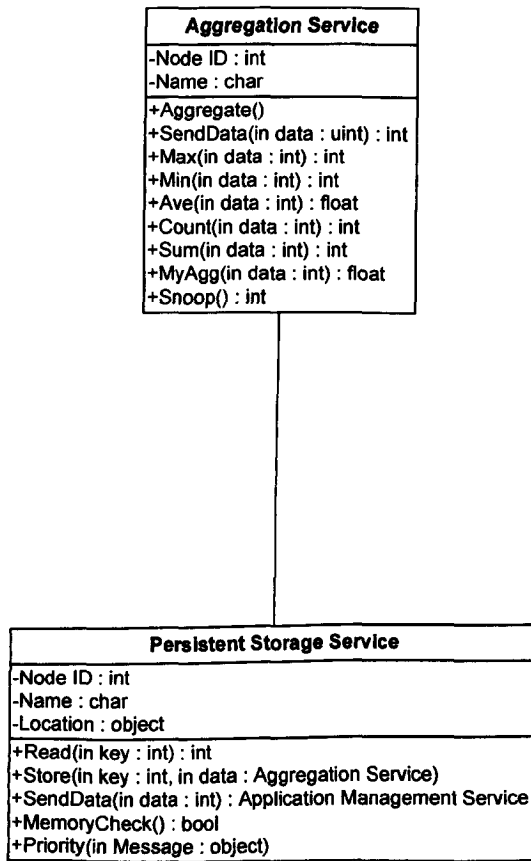 Aggregation Service
-Node ID : int
-Name : char
+Aggregate()
+SendData(in data : uint) : int
+Max(in data : int) : int
+Min(in data : int) : int
+Ave(in data : int) : float
+Count(in data : int) : int
+Sum(in data : int) : int
+MyAgg(in data : int) : float
+Snoop() : int
Persistent Storage Service
-Node ID : int
-Name : char
-Location : object
+Read(in key : int) : int
+Store(in key : int, in data : Aggregation Service)
+SendData(in data : int) : Application Management Service
+MemoryCheck() : bool
+Priority(in Message : object)